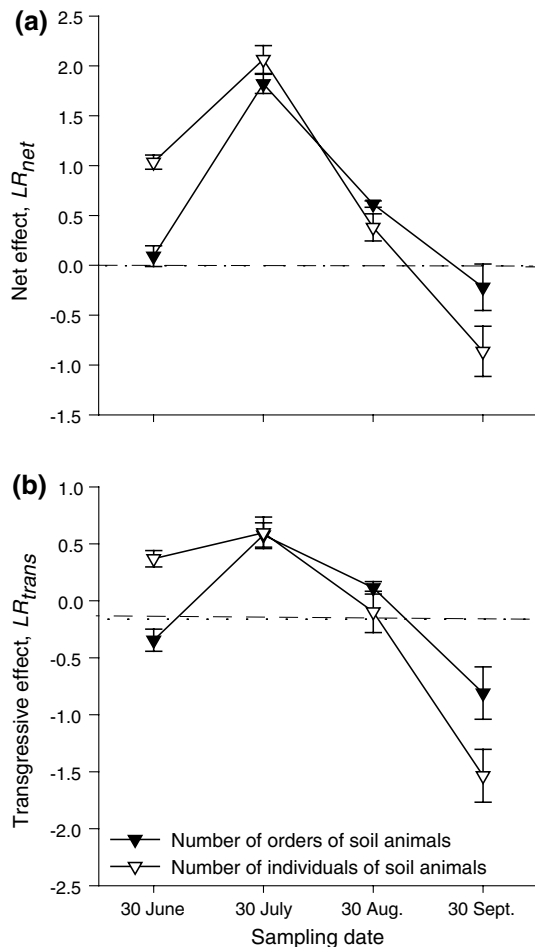 (a)
2.5
2.0
1.5
1.0
0.5
0.0
-0.5
-1.0
-1.5
Net effect, LRnet
(b)
1.0
0.5
0.0
-0.5
-1.0
-1.5
-2.0
-2.5
Transgressive effect, LRtrans
Number of orders of soil animals
Number of individuals of soil animals
30 June 30 July 30 Aug. 30 Sept.
Sampling date